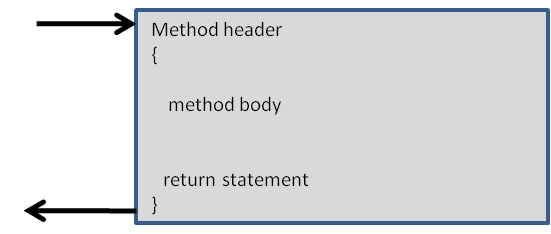 Method header
{
method body
return statement
}